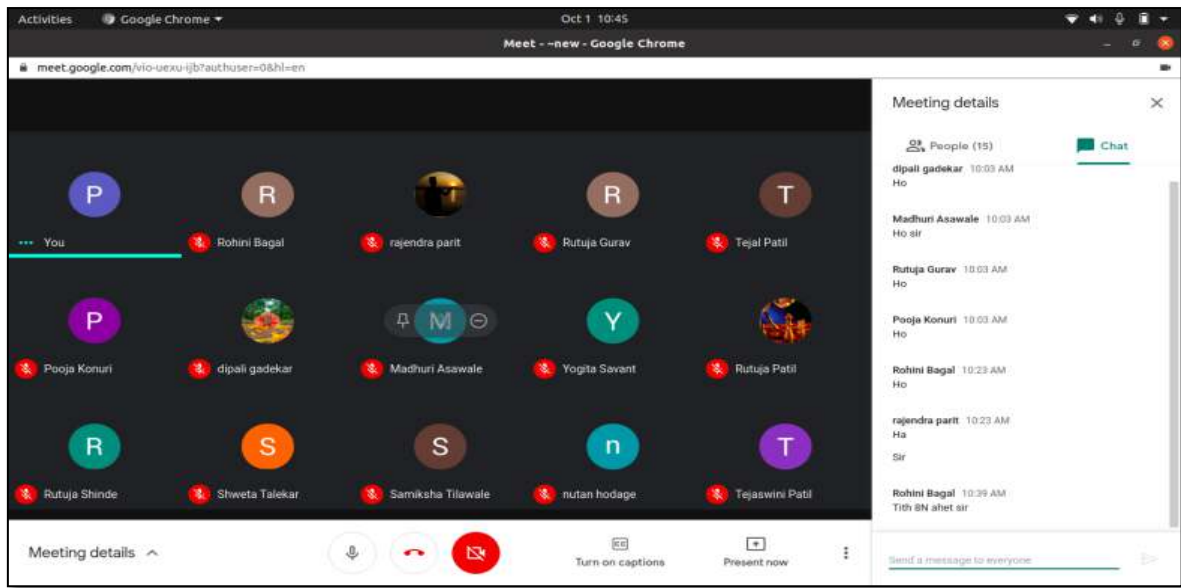 Activities Google Chrome Oct 1 10:45
Meet - ~new - Google Chrome
meet.google.com/vio-uexu-ijb?authuser=0&hl=en
P
You
R
Rohini Bagal
rajendra parit
R
Rutuja Gurav
T
Tejal Patil
P
Pooja Konuri
dipali gadekar
M
Madhuri Asawale
Y
Yogita Savant
Rutuja Patil
R
Rutuja Shinde
S
Shweta Talekar
S
Samiksha Tilawale
n
nutan hodage
T
Tejaswini Patil
Meeting details
Turn on captions
Present now
Meeting details
People (15) Chat
dipali gadekar 10:03 AM
Ho
Madhuri Asawale 10:03 AM
Ho sir
Rutuja Gurav 10:03 AM
Ho
Pooja Konuri 10:03 AM
Ho
Rohini Bagal 10:23 AM
Ho
rajendra parit 10:23 AM
Ha
Sir
Rohini Bagal 10:39 AM
Tith 8N ahet sir
Send a message to everyone